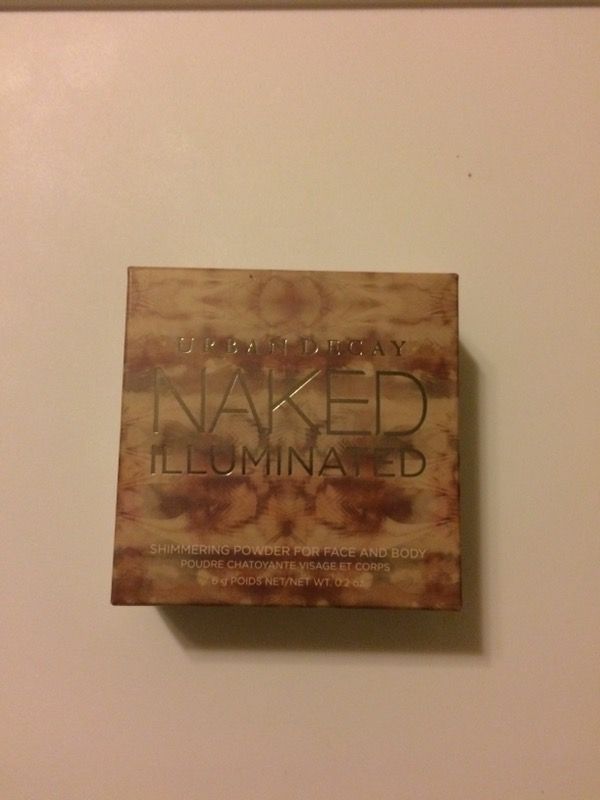 URBAN DECAY
NAKED
ILLUMINATED
SHIMMERING POWDER FOR FACE AND BODY
POUDRE CHATOYANTE VISAGE ET CORPS
6 g POIDS NET/NET WT. 0.2 oz.